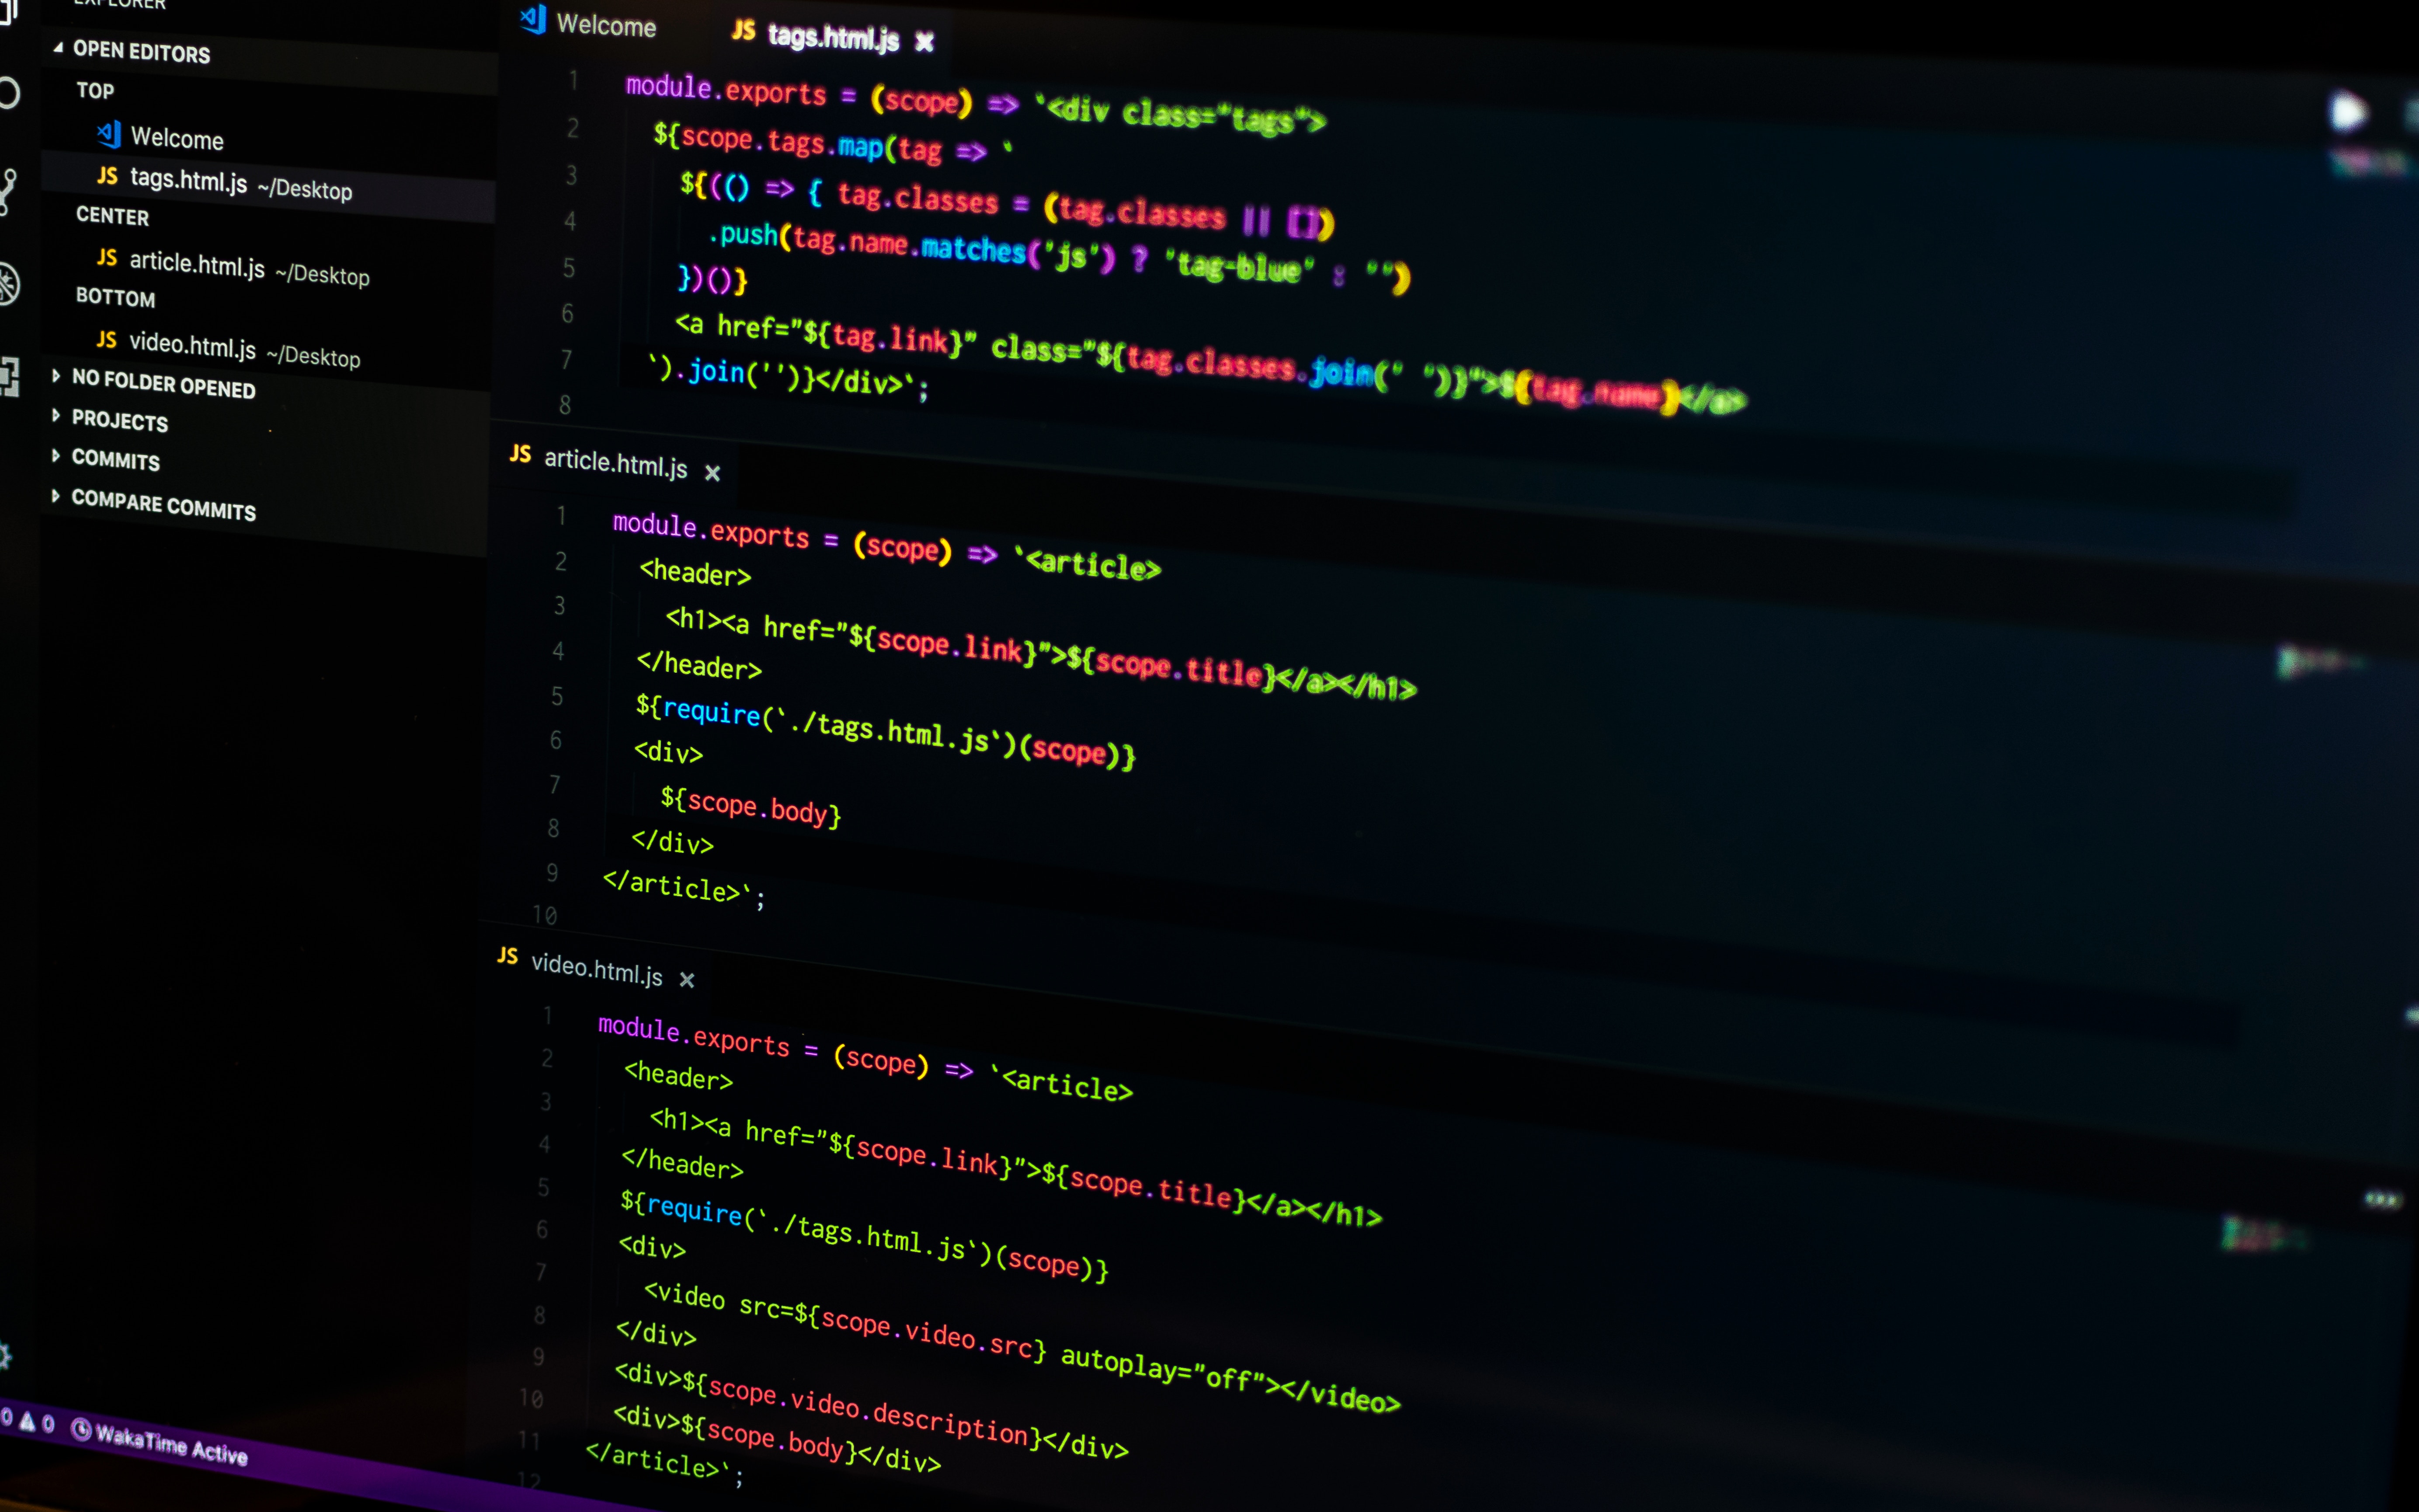 EXPLORER
OPEN EDITORS
TOP
Welcome
JS tags.html.js ~/Desktop
CENTER
JS article.html.js ~/Desktop
BOTTOM
JS video.html.js ~/Desktop
NO FOLDER OPENED
PROJECTS
COMMITS
COMPARE COMMITS
0 0 WakaTime Active
Welcome JS tags.html.js
1 module.exports = (scope) => `<div class="tags">
2 ${scope.tags.map(tag => `
3 ${(() => { tag.classes = (tag.classes || [])
4 .push(tag.name.matches('js') ? 'tag-blue' : '')
5 })()}
6 <a href="${tag.link}" class="${tag.classes.join(' ')}">${tag.name}</a>
7 `).join('')}</div>`;
8
JS article.html.js
1 module.exports = (scope) => `<article>
2 <header>
3 <h1><a href="${scope.link}">${scope.title}</a></h1>
4 </header>
5 ${require(`./tags.html.js`)(scope)}
6 <div>
7 ${scope.body}
8 </div>
9 </article>`;
10
JS video.html.js
1 module.exports = (scope) => `<article>
2 <header>
3 <h1><a href="${scope.link}">${scope.title}</a></h1>
4 </header>
5 ${require(`./tags.html.js`)(scope)}
6 <div>
7 <video src=${scope.video.src} autoplay="off"></video>
8 </div>
9 <div>${scope.video.description}</div>
10 <div>${scope.body}</div>
11 </article>`;
12